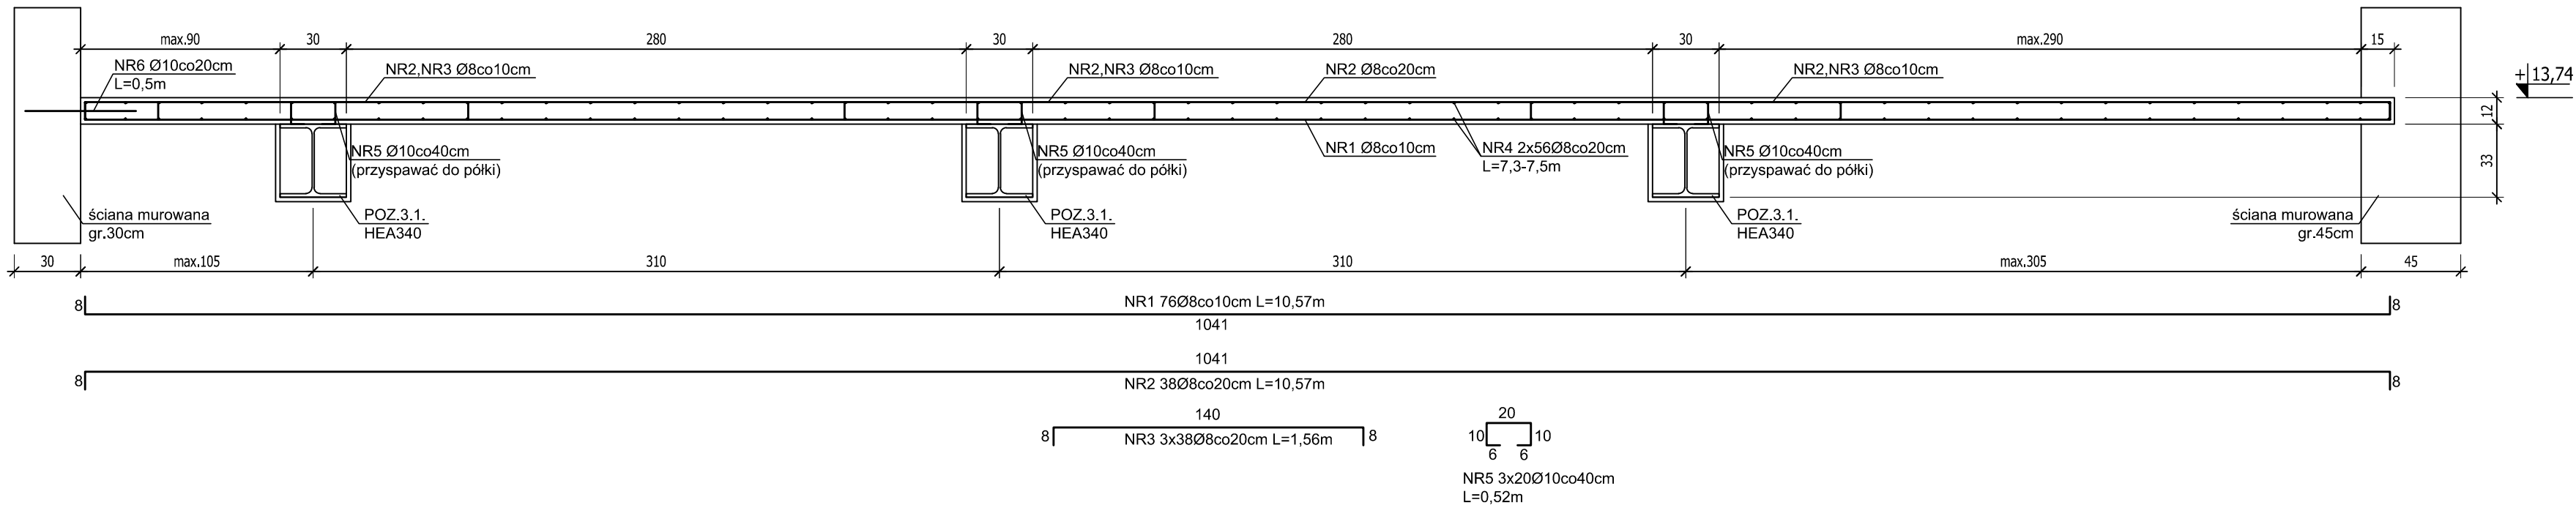 max.90
30
280
30
280
30
max.290
15
NR6 Ø10co20cm
L=0,5m
NR2,NR3 Ø8co10cm
NR2,NR3 Ø8co10cm
NR2 Ø8co20cm
NR2,NR3 Ø8co10cm
+13,74
12
33
NR5 Ø10co40cm
(przyspawać do półki)
NR5 Ø10co40cm
(przyspawać do półki)
NR1 Ø8co10cm
NR4 2x56Ø8co20cm
L=7,3-7,5m
NR5 Ø10co40cm
(przyspawać do półki)
ściana murowana
gr.30cm
POZ.3.1.
HEA340
POZ.3.1.
HEA340
POZ.3.1.
HEA340
ściana murowana
gr.45cm
30
max.105
310
310
max.305
45
8
NR1 76Ø8co10cm L=10,57m
8
1041
1041
8
NR2 38Ø8co20cm L=10,57m
8
140
8
NR3 3x38Ø8co20cm L=1,56m
8
20
10
10
6
6
NR5 3x20Ø10co40cm
L=0,52m